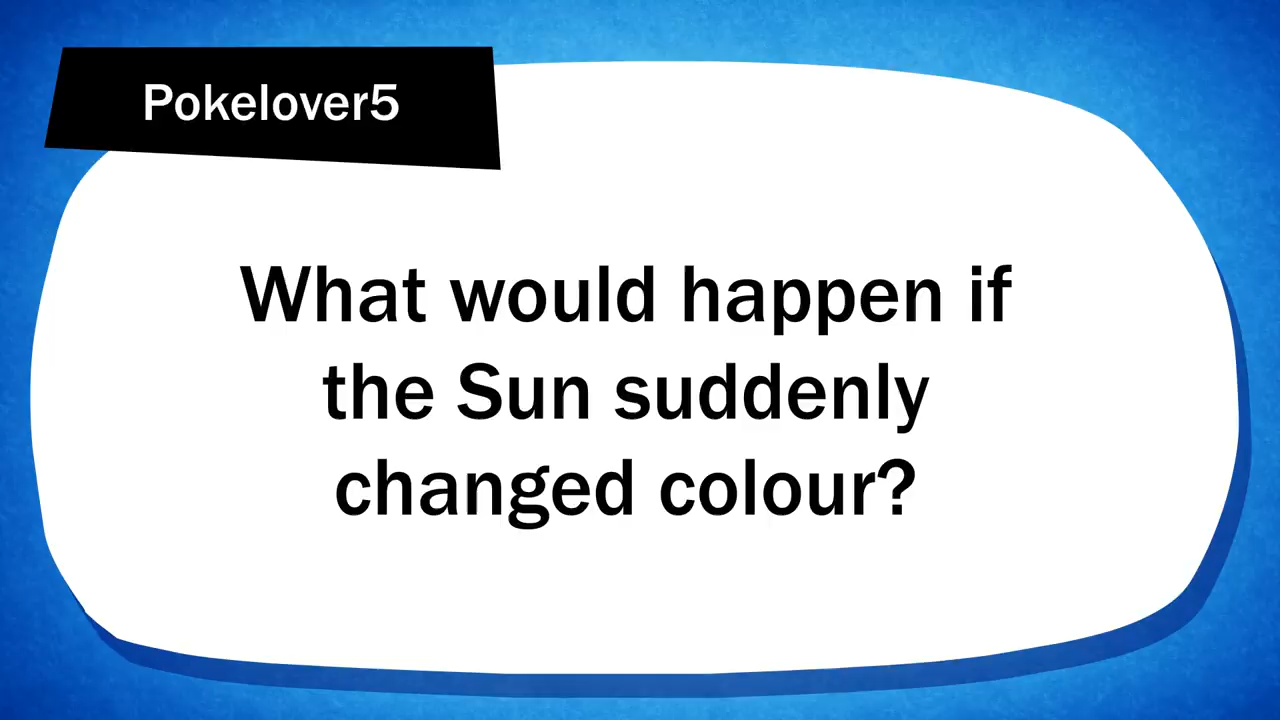 Pokelover5
What would happen if
the Sun suddenly
changed colour?